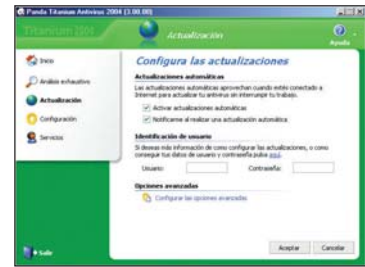 Panda Titanium Antivirus 2004 (3.00.00)
Titanium 2004
Actualización
Ayuda
Inicio
Análisis exhaustivo
Actualización
Configuración
Servicios
Salir
Configura las actualizaciones
Actualizaciones automáticas
Las actualizaciones automáticas aprovechan cuando estés conectado a
Internet para actualizar tu antivirus sin interrumpir tu trabajo.
Activar actualizaciones automáticas
Notificarme al realizar una actualización automática
Identificación de usuario
Si deseas más información de como configurar las actualizaciones, o como
conseguir tus datos de usuario y contraseña pulsa aquí.
Usuario: Contraseña:
Opciones avanzadas
Configurar las opciones avanzadas
Aceptar Cancelar